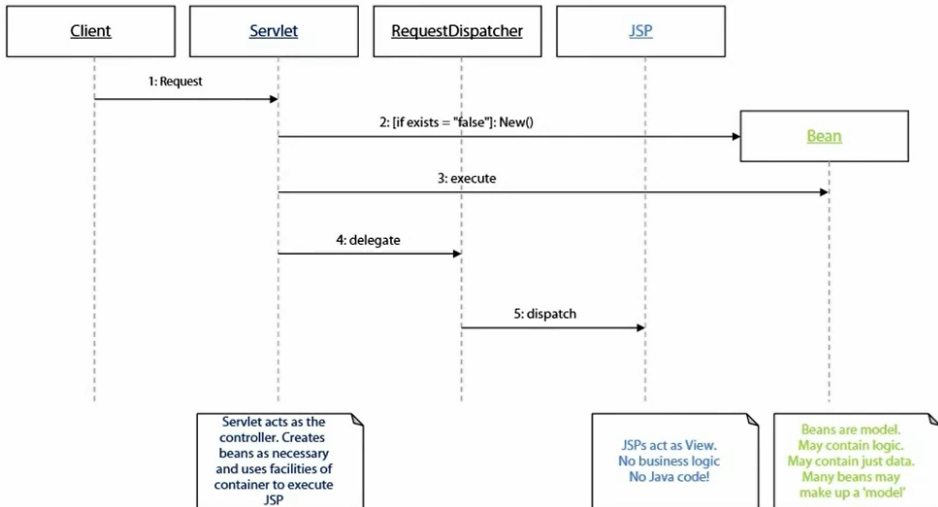 Client
Servlet
RequestDispatcher
JSP
1: Request
2: [if exists = "false"]: New()
Bean
3: execute
4: delegate
5: dispatch
Servlet acts as the
controller. Creates
beans as necessary
and uses facilities of
container to execute
JSP
JSPs act as View.
No business logic
No Java code!
Beans are model.
May contain logic.
May contain just data.
Many beans may
make up a 'model'